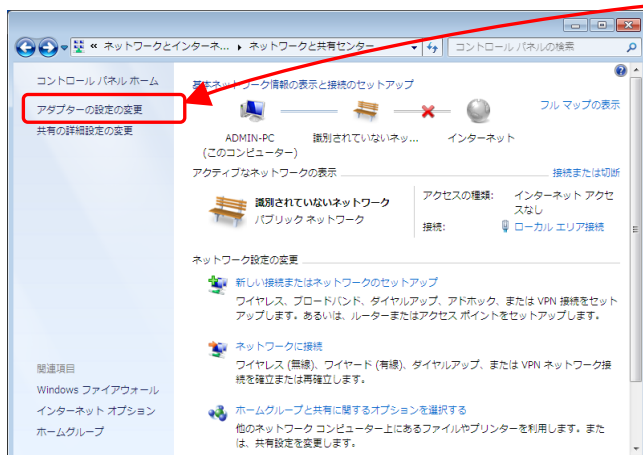 « ネットワークとインターネ... ▸ ネットワークと共有センター
コントロール パネルの検索
コントロール パネル ホーム
アダプターの設定の変更
共有の詳細設定の変更
基本ネットワーク情報の表示と接続のセットアップ
フル マップの表示
ADMIN-PC
(このコンピューター)
識別されていないネッ...
インターネット
アクティブなネットワークの表示
接続または切断
識別されていないネットワーク
パブリック ネットワーク
アクセスの種類:
インターネット アクセ
スなし
接続:
ローカル エリア接続
ネットワーク設定の変更
新しい接続またはネットワークのセットアップ
ワイヤレス、ブロードバンド、ダイヤルアップ、アドホック、または VPN 接続をセット
アップします。あるいは、ルーターまたはアクセス ポイントをセットアップします。
ネットワークに接続
ワイヤレス (無線)、ワイヤード (有線)、ダイヤルアップ、または VPN ネットワーク接
続を確立または再確立します。
ホームグループと共有に関するオプションを選択する
他のネットワーク コンピューター上にあるファイルやプリンターを利用します。また
は、共有設定を変更します。
関連項目
Windows ファイアウォール
インターネット オプション
ホームグループ